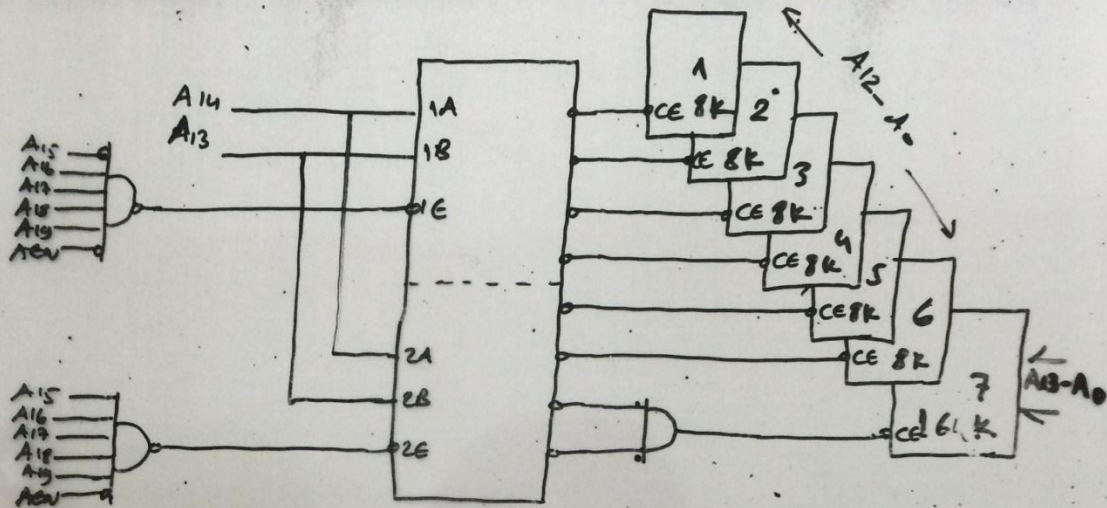 A14
A13
A15
A16
A17
A18
A19
AEN
1A
1B
1E
2A
2B
2E
A15
A16
A17
A18
A19
AEN
1
CE 8K
2
CE 8K
3
CE 8K
4
CE 8K
5
CE 8K
6
CE 8K
7
CE 16K
A12-A0
A13-A0